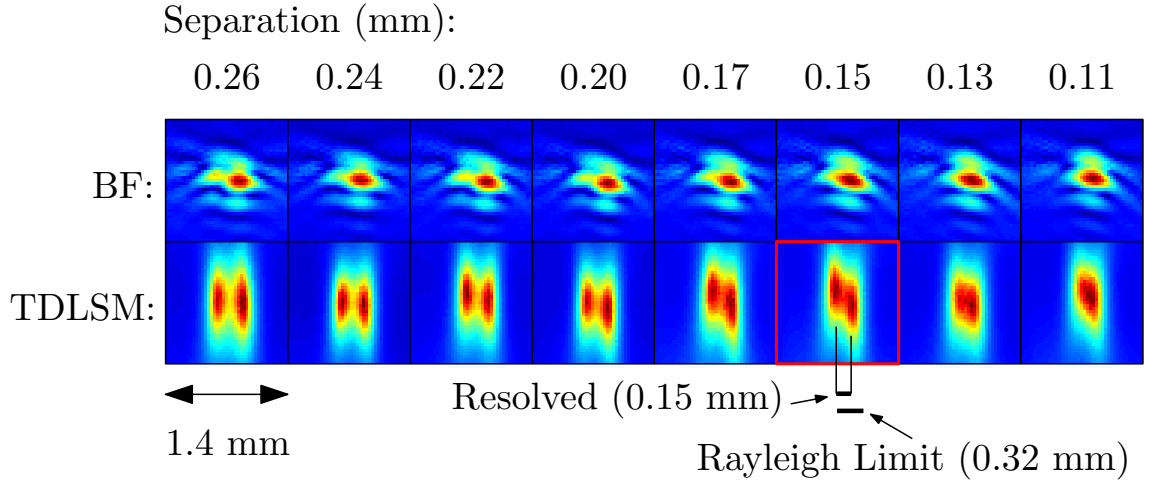 Separation (mm):
0.26 0.24 0.22 0.20 0.17 0.15 0.13 0.11
BF:
TDLSM:
Resolved (0.15 mm)
1.4 mm
Rayleigh Limit (0.32 mm)